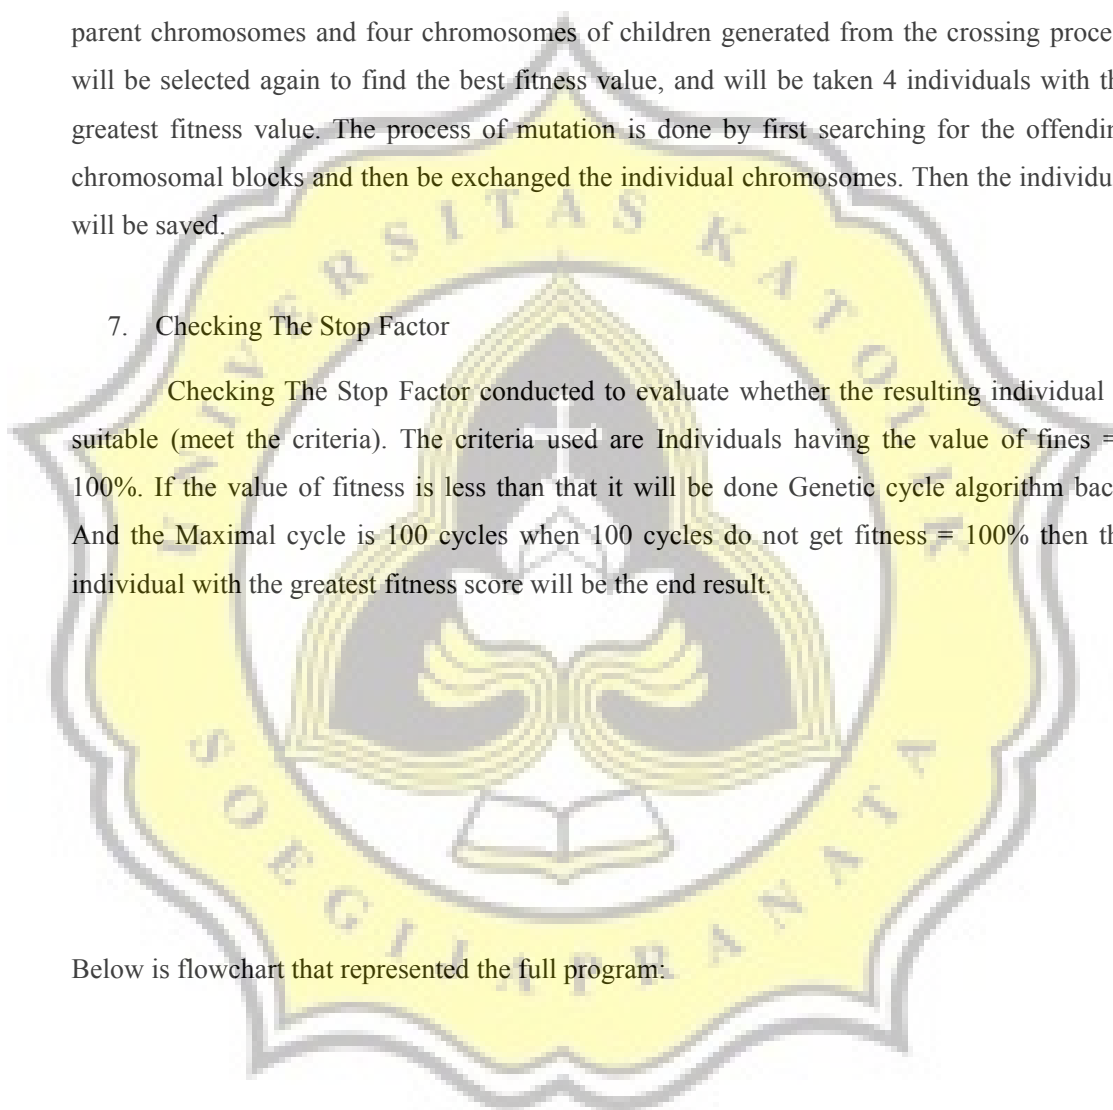 parent chromosomes and four chromosomes of children generated from the crossing proce
will be selected again to find the best fitness value, and will be taken 4 individuals with th
greatest fitness value. The process of mutation is done by first searching for the offendin
chromosomal blocks and then be exchanged the individual chromosomes. Then the individu
will be saved.
7. Checking The Stop Factor
Checking The Stop Factor conducted to evaluate whether the resulting individual
suitable (meet the criteria). The criteria used are Individuals having the value of fines =
100%. If the value of fitness is less than that it will be done Genetic cycle algorithm bac
And the Maximal cycle is 100 cycles when 100 cycles do not get fitness = 100% then th
individual with the greatest fitness score will be the end result.
Below is flowchart that represented the full program:
UNIVERSITAS KATOLIK
SOEGIJAPRANATA